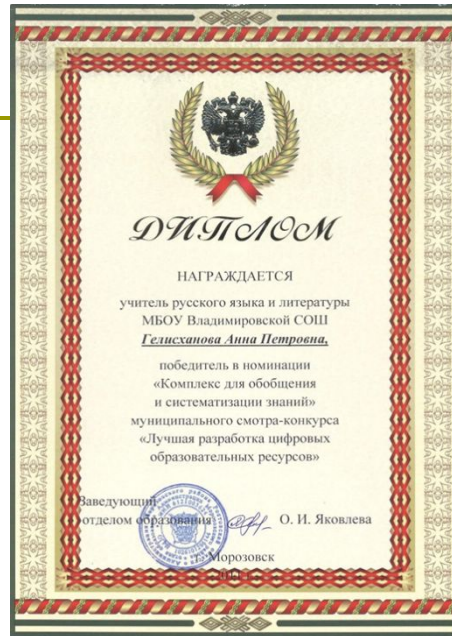 ДИПЛОМ
НАГРАЖДАЕТСЯ
учитель русского языка и литературы
МБОУ Владимировской СОШ
Гелисханова Анна Петровна,
победитель в номинации
«Комплекс для обобщения
и систематизации знаний»
муниципального смотра-конкурса
«Лучшая разработка цифровых
образовательных ресурсов»
Заведующий
отделом образования О. И. Яковлева
г. Морозовск